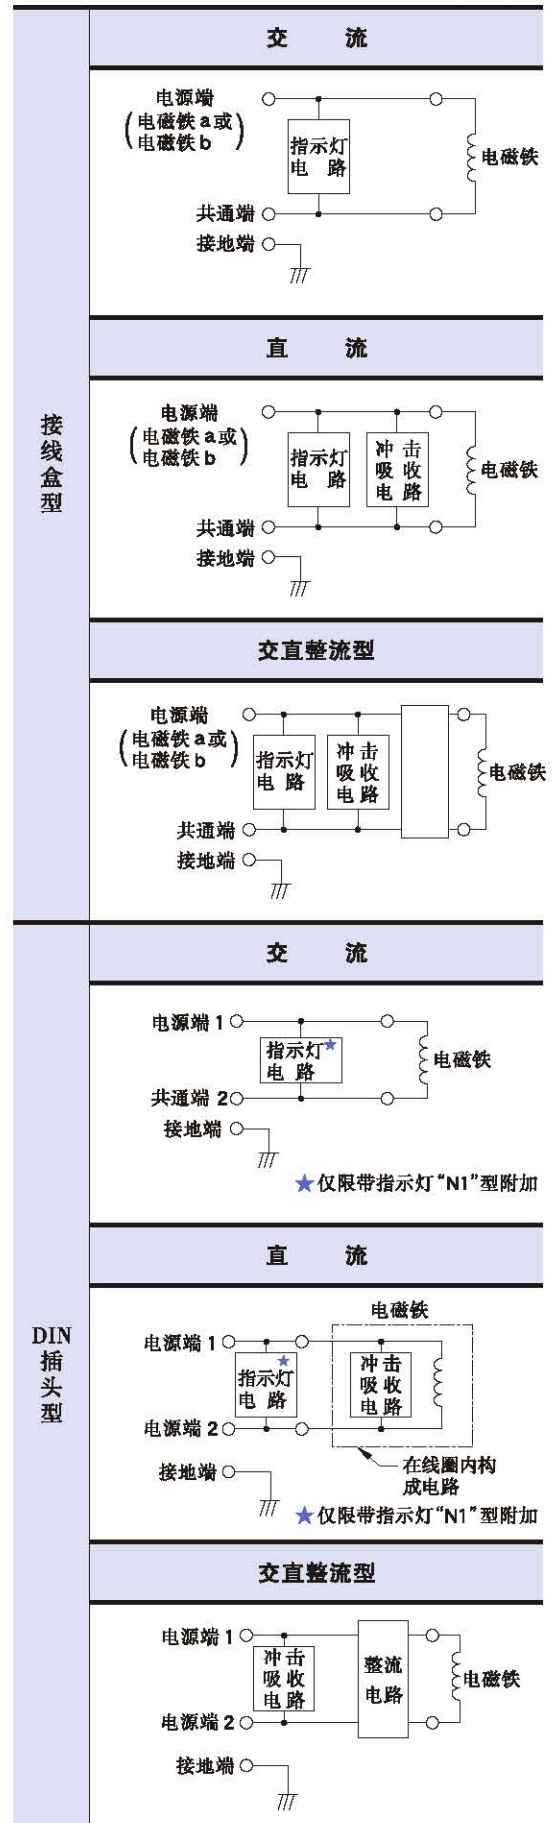 接线盒型
交 流
电源端
(电磁铁 a 或
电磁铁 b)
指示灯
电 路
电磁铁
共通端
接地端
直 流
电源端
(电磁铁 a 或
电磁铁 b)
指示灯
电 路
冲 击
吸 收
电 路
电磁铁
共通端
接地端
交直整流型
电源端
(电磁铁 a 或
电磁铁 b)
指示灯
电 路
冲 击
吸 收
电 路
电磁铁
共通端
接地端
DIN
插
头
型
交 流
电源端 1
指示灯★
电 路
电磁铁
共通端 2
接地端
★仅限带指示灯“N1”型附加
直 流
电磁铁
电源端 1
★
指示灯
电 路
冲 击
吸 收
电 路
电源端 2
在线圈内构
成电路
接地端
★仅限带指示灯“N1”型附加
交直整流型
电源端 1
冲 击
吸 收
电 路
整流
电路
电磁铁
电源端 2
接地端